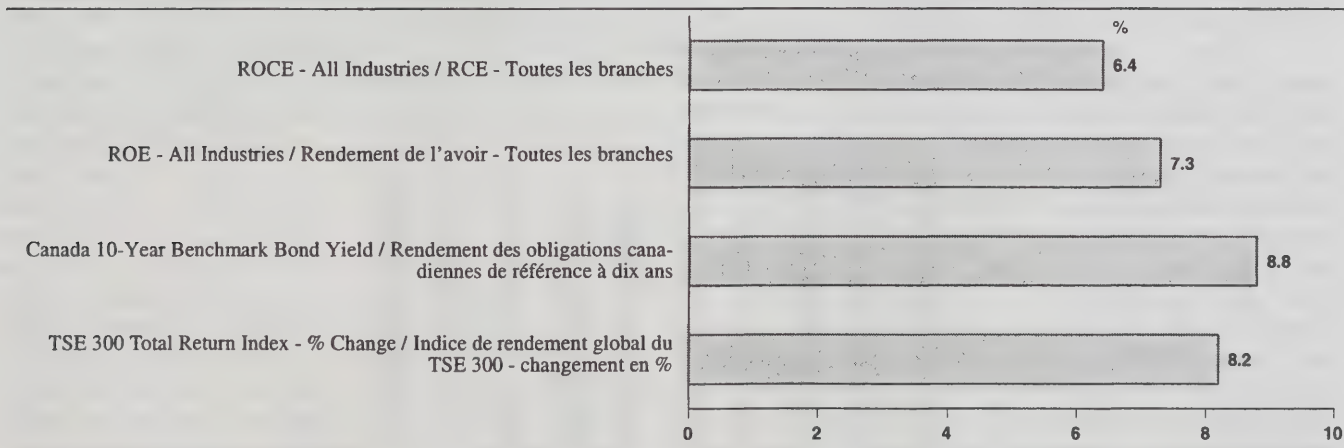 %
ROCE - All Industries / RCE - Toutes les branches
6.4
ROE - All Industries / Rendement de l'avoir - Toutes les branches
7.3
Canada 10-Year Benchmark Bond Yield / Rendement des obligations cana-
diennes de référence à dix ans
8.8
TSE 300 Total Return Index - % Change / Indice de rendement global du
TSE 300 - changement en %
8.2
0 2 4 6 8 10